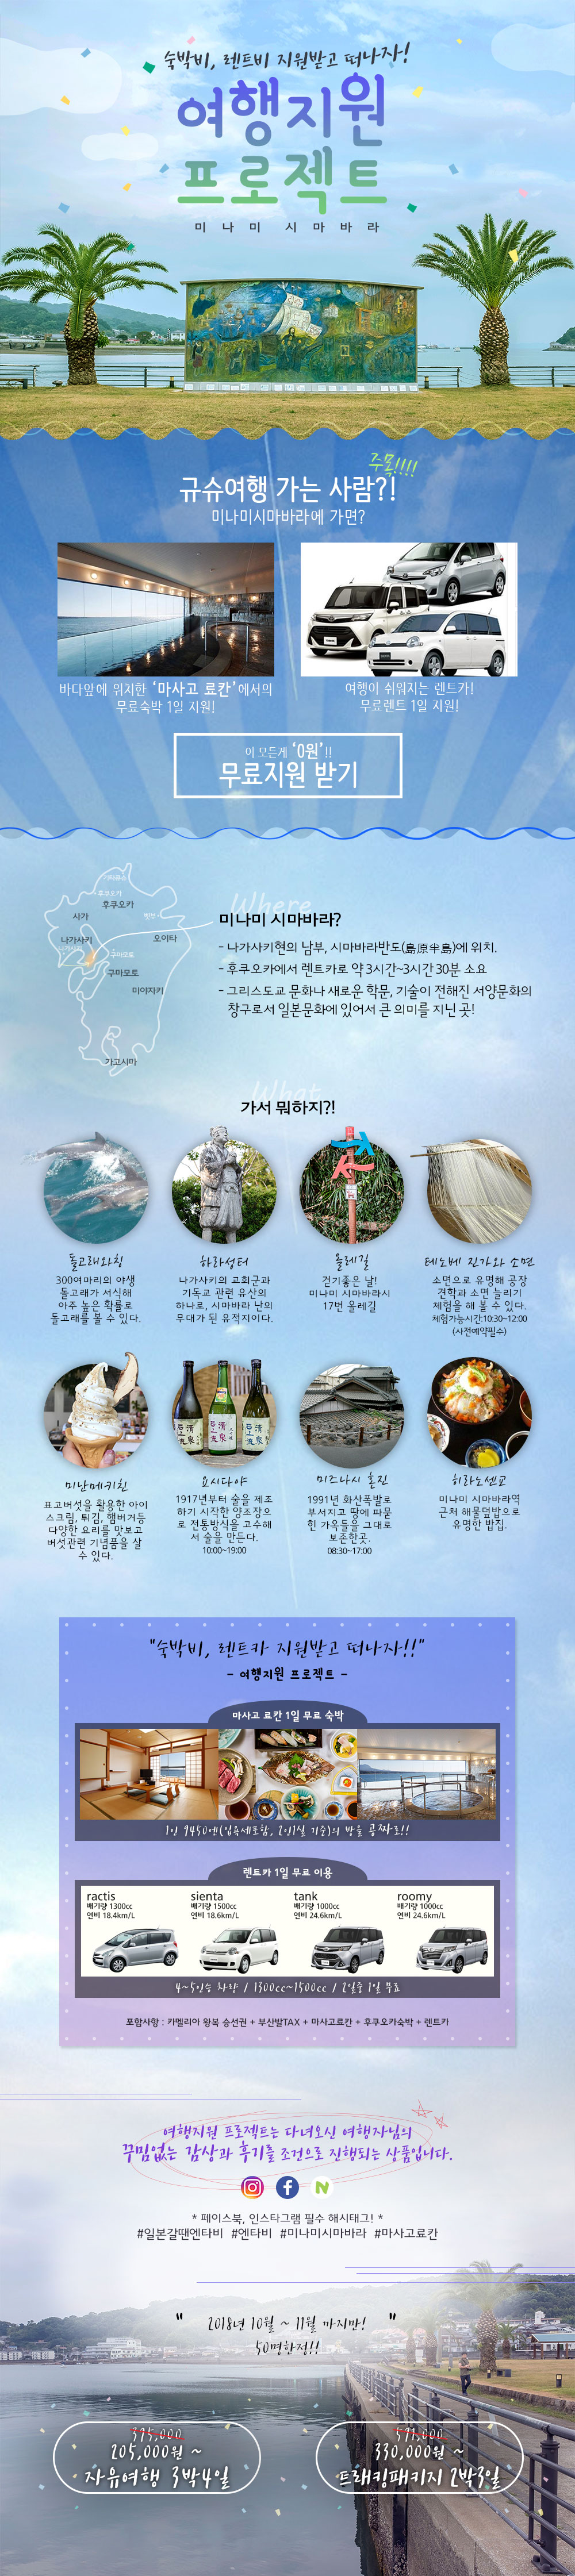 숙박비, 렌트비 지원받고 떠나자!
여행지원
프로젝트
미나미 시마바라
주목!!!!
규슈여행 가는 사람?!
미나미시마바라에 가면?
바다앞에 위치한 '마사고 료칸'에서의
무료숙박 1일 지원!
여행이 쉬워지는 렌트카!
무료렌트 1일 지원!
이 모든게 '0원'!!
무료지원 받기
기타큐슈
후쿠오카
후쿠오카
사가
벳부
나가사키
나가사키
오이타
구마모토
구마모토
미야자키
가고시마
Where
미나미 시마바라?
- 나가사키현의 남부, 시마바라반도(島原半島)에 위치.
- 후쿠오카에서 렌트카로 약 3시간~3시간 30분 소요
- 그리스도교 문화나 새로운 학문, 기술이 전해진 서양문화의
창구로서 일본문화에 있어서 큰 의미를 지닌 곳!
What
가서 뭐하지?!
돌고래와칭
300여마리의 야생
돌고래가 서식해
아주 높은 확률로
돌고래를 볼 수 있다.
하라성터
나가사키의 교회군과
기독교 관련 유산의
하나로, 시마바라 난의
무대가 된 유적지이다.
올레길
걷기좋은 날!
미나미 시마바라시
17번 올레길
테노베 진가와 소면
소면으로 유명해 공장
견학과 소면 늘리기
체험을 해 볼 수 있다.
체험가능시간:10:30~12:00
(사전예약필수)
미난메키친
표고버섯을 활용한 아이
스크림, 튀김, 햄버거등
다양한 요리를 맛보고
버섯관련 기념품을 살
수 있다.
요시다야
1917년부터 술을 제조
하기 시작한 양조장으
로 전통방식을 고수해
서 술을 만든다.
10:00~19:00
미즈나시 혼진
1991년 화산폭발로
부서지고 땅에 파묻
힌 가옥들을 그대로
보존한곳.
08:30~17:00
히라노센교
미나미 시마바라역
근처 해물덮밥으로
유명한 밥집.
"숙박비, 렌트카 지원받고 떠나자!!"
- 여행지원 프로젝트 -
마사고 료칸 1일 무료 숙박
1인 9450엔(입욕세포함, 2인1실 기준)의 방을 공짜로!!
렌트카 1일 무료 이용
ractis
배기량 1300cc
연비 18.4km/L
sienta
배기량 1500cc
연비 18.6km/L
tank
배기량 1000cc
연비 24.6km/L
roomy
배기량 1000cc
연비 24.6km/L
4~5인승 차량 / 1300cc~1500cc / 2일중 1일 무료
포함사항 : 카멜리아 왕복 승선권 + 부산발TAX + 마사고료칸 + 후쿠오카숙박 + 렌트카
여행지원 프로젝트는 다녀오신 여행자님의
꾸밈없는 감상과 후기를 조건으로 진행되는 상품입니다.
* 페이스북, 인스타그램 필수 해시태그! *
#일본갈땐엔타비 #엔타비 #미나미시마바라 #마사고료칸
" 2018년 10월 ~ 11월 까지만! "
50명한정!!
375,000
205,000원 ~
자유여행 3박4일
330,000원 ~
트래킹패키지 2박3일